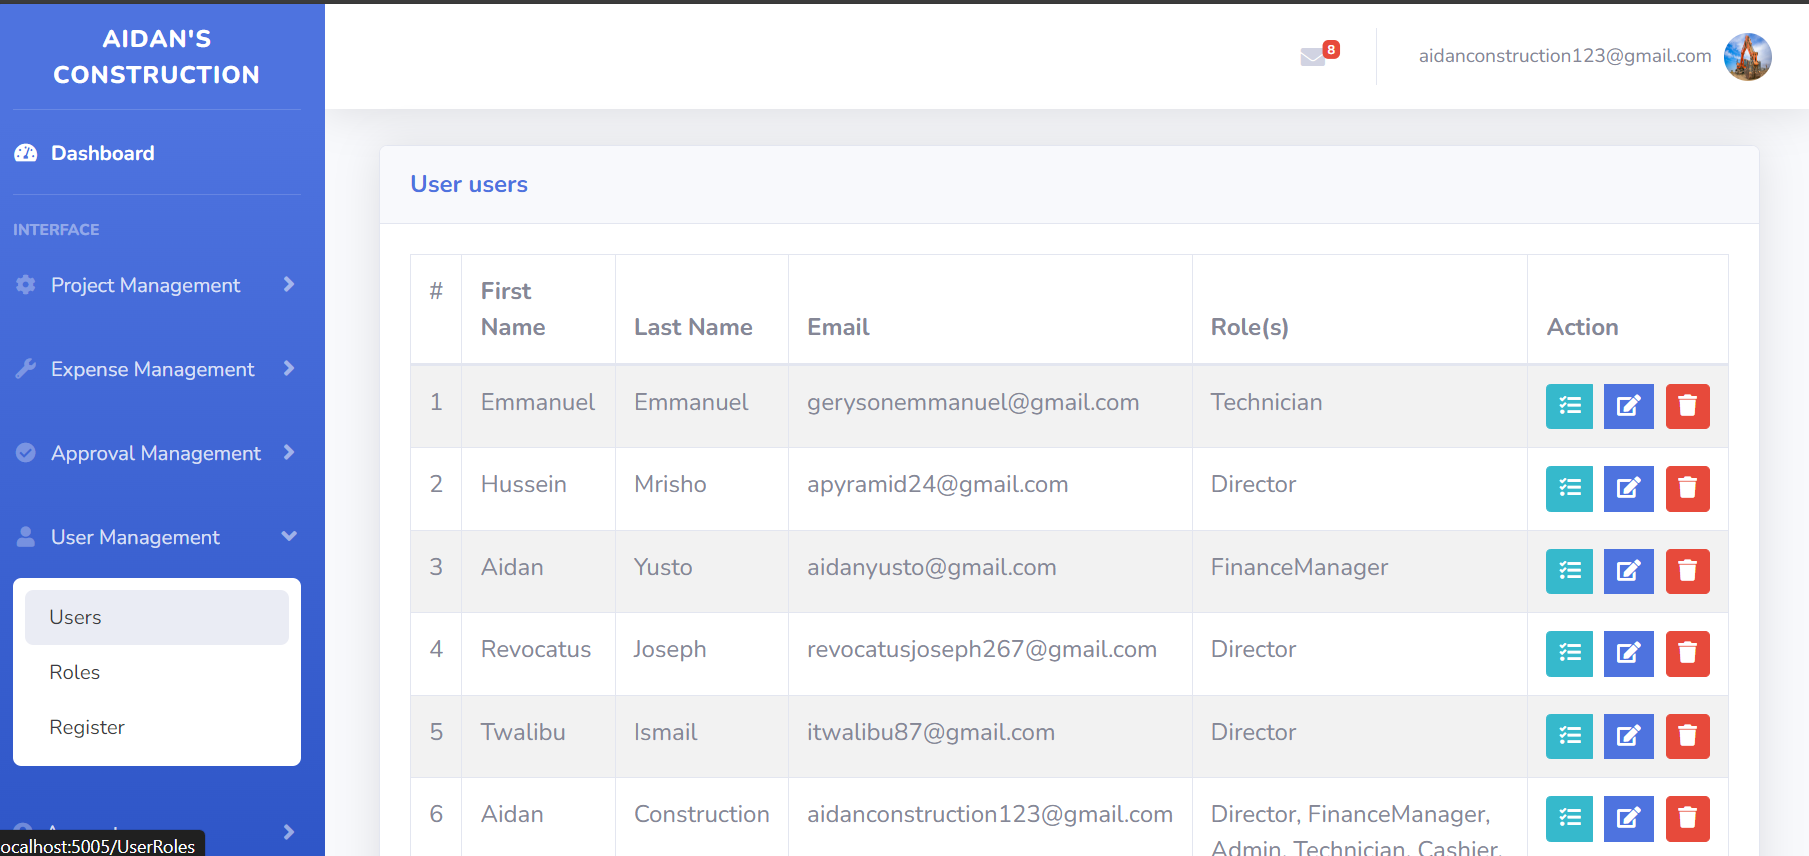 AIDAN'S
CONSTRUCTION
8
aidanconstruction123@gmail.com
Dashboard
INTERFACE
Project Management
Expense Management
Approval Management
User Management
Users
Roles
Register
ocalhost:5005/UserRoles
User users
# First Name Last Name Email Role(s) Action
1 Emmanuel Emmanuel gerysonemmanuel@gmail.com Technician
2 Hussein Mrisho apyramid24@gmail.com Director
3 Aidan Yusto aidanyusto@gmail.com FinanceManager
4 Revocatus Joseph revocatusjoseph267@gmail.com Director
5 Twalibu Ismail itwalibu87@gmail.com Director
6 Aidan Construction aidanconstruction123@gmail.com Director, FinanceManager,
Admin, Technician, Cashier,